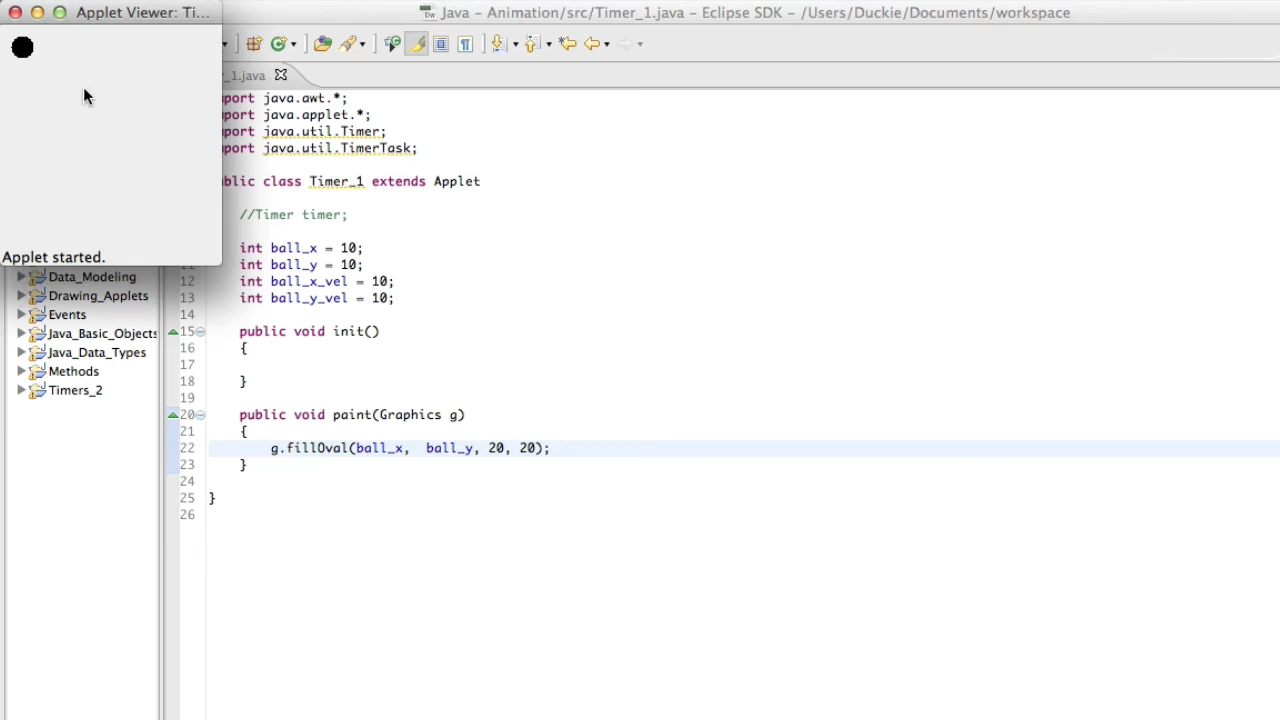 Applet Viewer: Ti...
Java - Animation/src/Timer_1.java - Eclipse SDK - /Users/Duckie/Documents/workspace
_1.java
port java.awt.*;
port java.applet.*;
port java.util.Timer;
port java.util.TimerTask;
blic class Timer_1 extends Applet
//Timer timer;
int ball_x = 10;
Applet started.
11 int ball_y = 10;
Data_Modeling
12 int ball_x_vel = 10;
Drawing_Applets
13 int ball_y_vel = 10;
Events
14
Java_Basic_Objects
15 public void init()
Java_Data_Types
16 {
17
Methods
18 }
Timers_2
19
20 public void paint(Graphics g)
21 {
22 g.fillOval(ball_x,  ball_y, 20, 20);
23 }
24
25 }
26